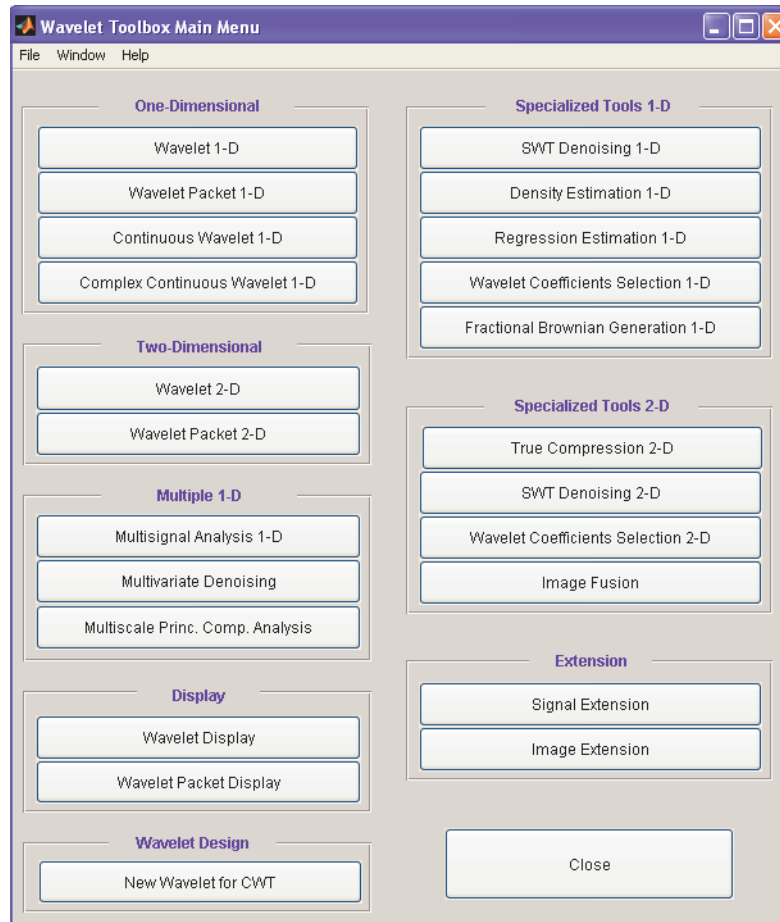 Wavelet Toolbox Main Menu
File Window Help
One-Dimensional
Wavelet 1-D
Wavelet Packet 1-D
Continuous Wavelet 1-D
Complex Continuous Wavelet 1-D
Two-Dimensional
Wavelet 2-D
Wavelet Packet 2-D
Multiple 1-D
Multisignal Analysis 1-D
Multivariate Denoising
Multiscale Princ. Comp. Analysis
Display
Wavelet Display
Wavelet Packet Display
Wavelet Design
New Wavelet for CWT
Specialized Tools 1-D
SWT Denoising 1-D
Density Estimation 1-D
Regression Estimation 1-D
Wavelet Coefficients Selection 1-D
Fractional Brownian Generation 1-D
Specialized Tools 2-D
True Compression 2-D
SWT Denoising 2-D
Wavelet Coefficients Selection 2-D
Image Fusion
Extension
Signal Extension
Image Extension
Close